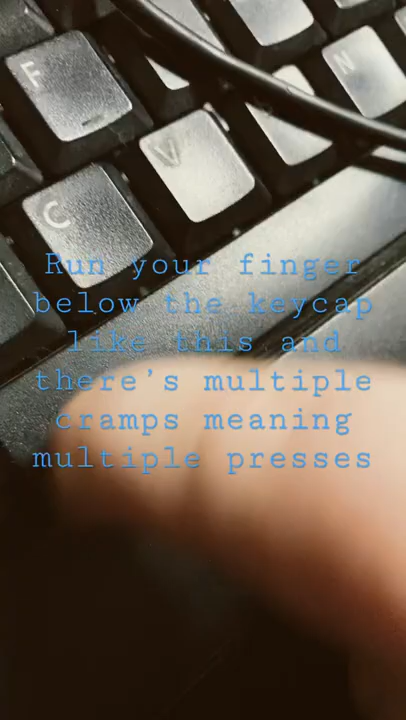 F
N
V
C
Run your finger
below the keycap
like this and
there's multiple
cramps meaning
multiple presses